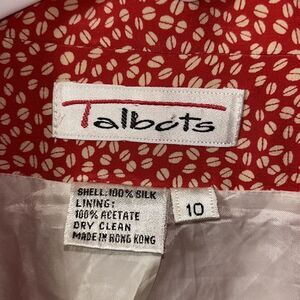 Talbots
SHELL: 100% SILK
LINING:
100% ACETATE
DRY CLEAN
MADE IN HONG KONG
10